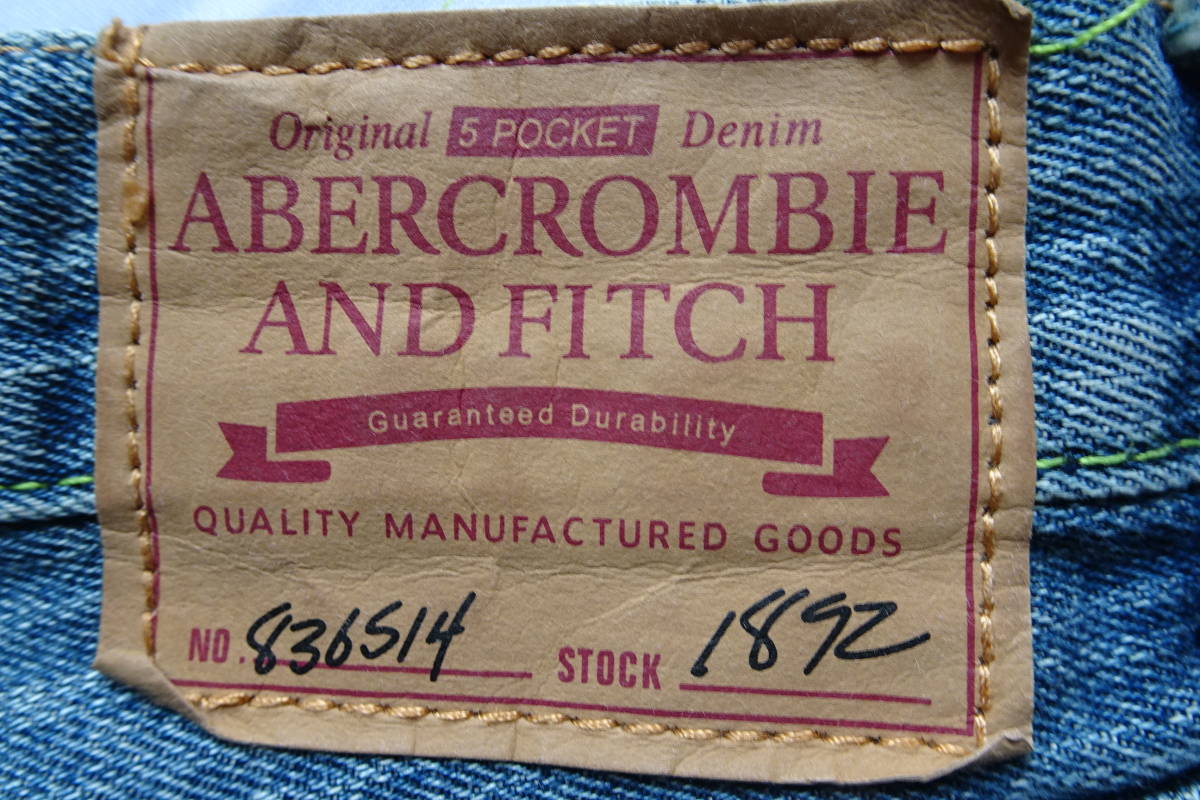 Original 5 POCKET Denim
ABERCROMBIE
AND FITCH
Guaranteed Durability
QUALITY MANUFACTURED GOODS
NO. 836514 STOCK 1892